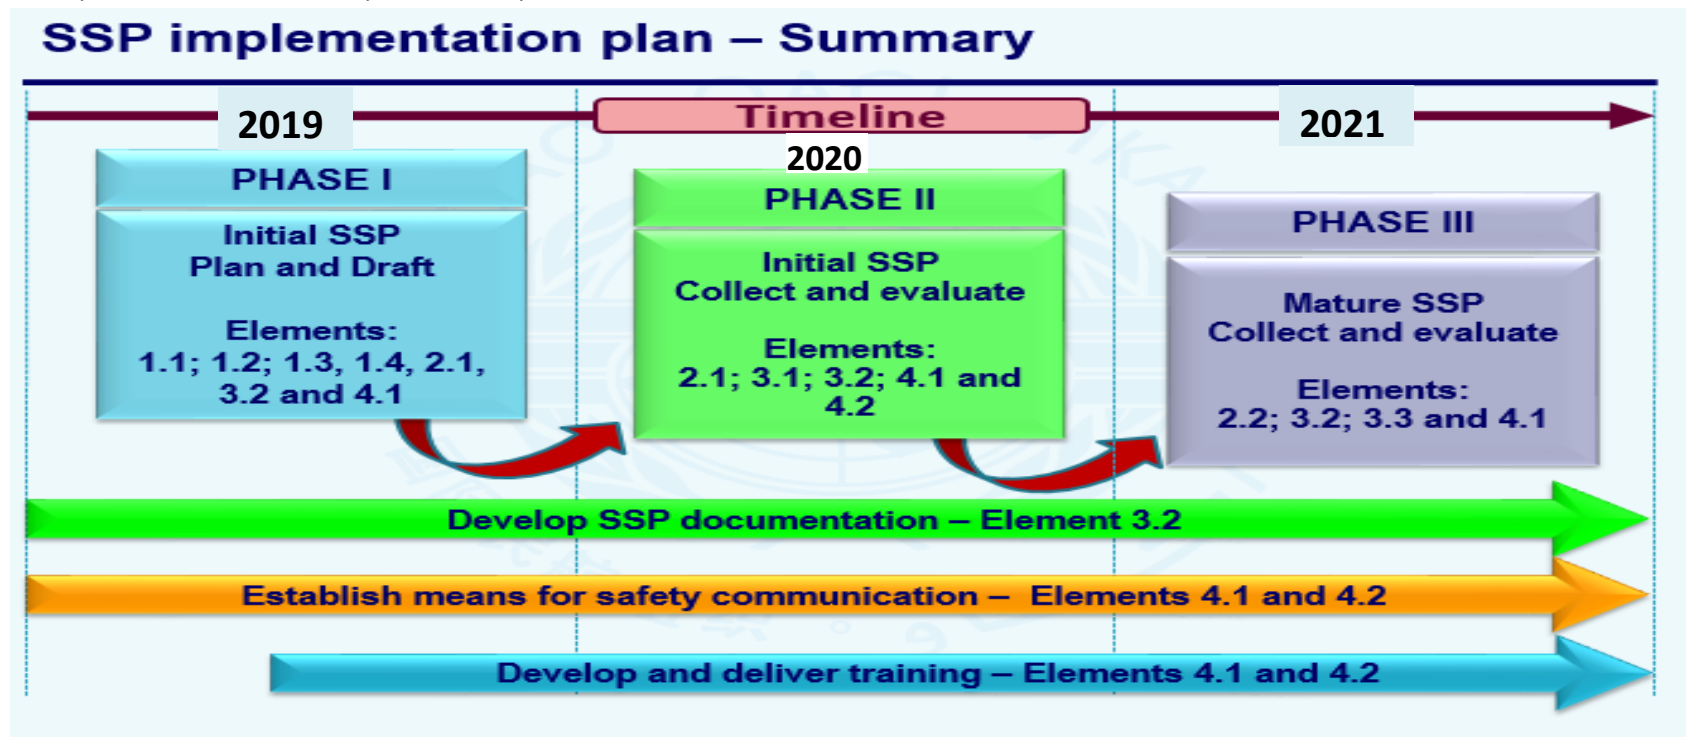 SSP implementation plan – Summary
Timeline
2019
2020
2021
PHASE I
Initial SSP
Plan and Draft
Elements:
1.1; 1.2; 1.3, 1.4, 2.1,
3.2 and 4.1
PHASE II
Initial SSP
Collect and evaluate
Elements:
2.1; 3.1; 3.2; 4.1 and
4.2
PHASE III
Mature SSP
Collect and evaluate
Elements:
2.2; 3.2; 3.3 and 4.1
Develop SSP documentation – Element 3.2
Establish means for safety communication – Elements 4.1 and 4.2
Develop and deliver training – Elements 4.1 and 4.2